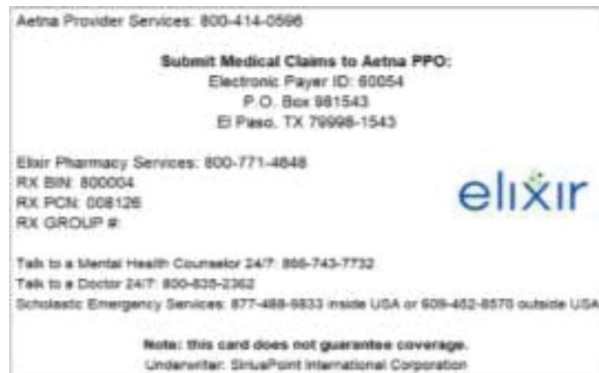 Aetna Provider Services: 800-414-0596
Submit Medical Claims to Aetna PPO:
Electronic Payer ID: 60054
P.O. Box 981543
El Paso, TX 79998-1543
Elixir Pharmacy Services: 800-771-4648
RX BIN: 800004
RX PCN: 008126
RX GROUP #:
elixir
Talk to a Mental Health Counselor 24/7: 866-743-7732
Talk to a Doctor 24/7: 800-835-2362
Scholastic Emergency Services: 877-488-9833 inside USA or 609-452-8570 outside USA
Note: this card does not guarantee coverage.
Underwriter: SiriusPoint International Corporation